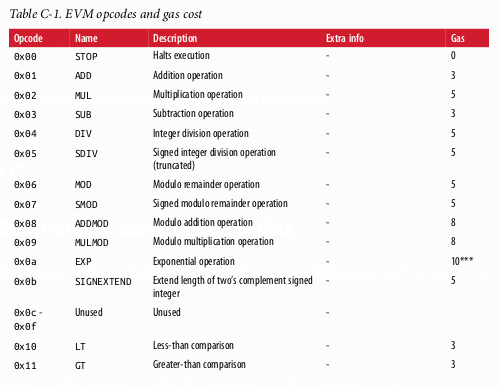 Table C-1. EVM opcodes and gas cost
Opcode Name Description Extra info Gas
0x00 STOP Halts execution - 0
0x01 ADD Addition operation - 3
0x02 MUL Multiplication operation - 5
0x03 SUB Subtraction operation - 3
0x04 DIV Integer division operation - 5
0x05 SDIV Signed integer division operation - 5
(truncated)
0x06 MOD Modulo remainder operation - 5
0x07 SMOD Signed modulo remainder operation - 5
0x08 ADDMOD Modulo addition operation - 8
0x09 MULMOD Modulo multiplication operation - 8
0x0a EXP Exponential operation - 10***
0x0b SIGNEXTEND Extend length of two's complement signed - 5
integer
0x0c - Unused Unused -
0x0f
0x10 LT Less-than comparison - 3
0x11 GT Greater-than comparison - 3